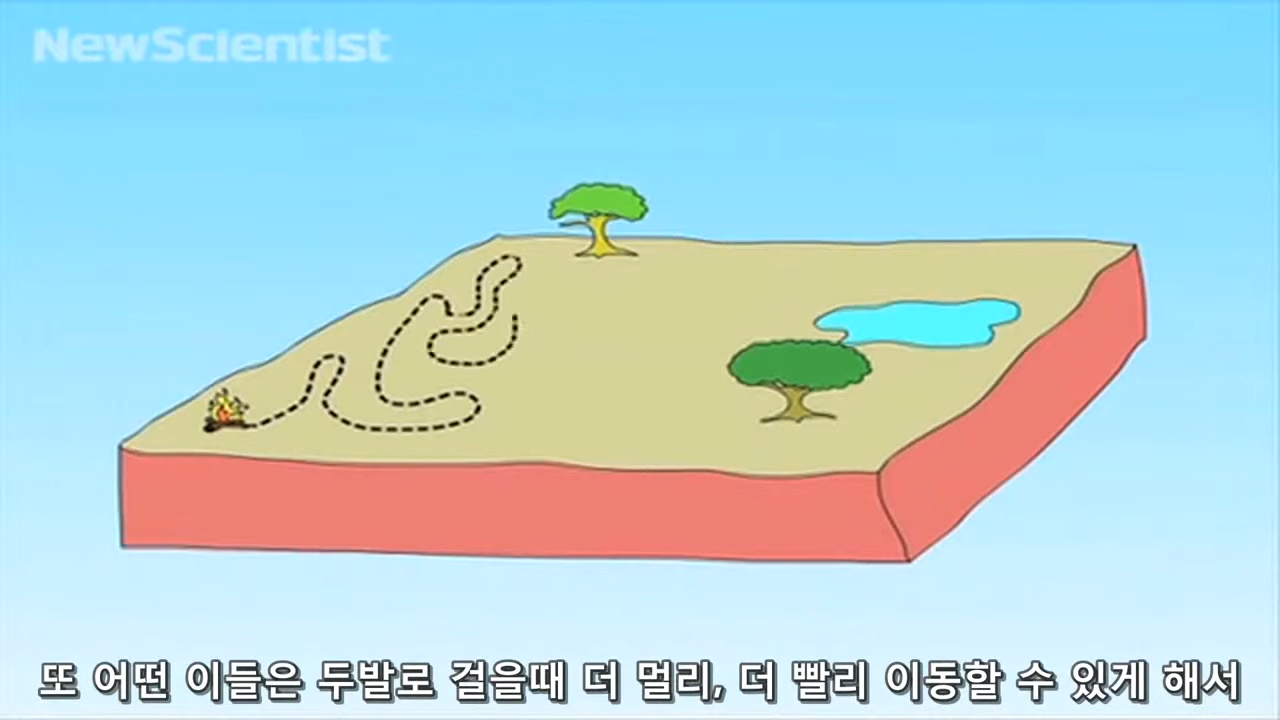 NewScientist
또 어떤 이들은 두발로 걸을때 더 멀리, 더 빨리 이동할 수 있게 해서